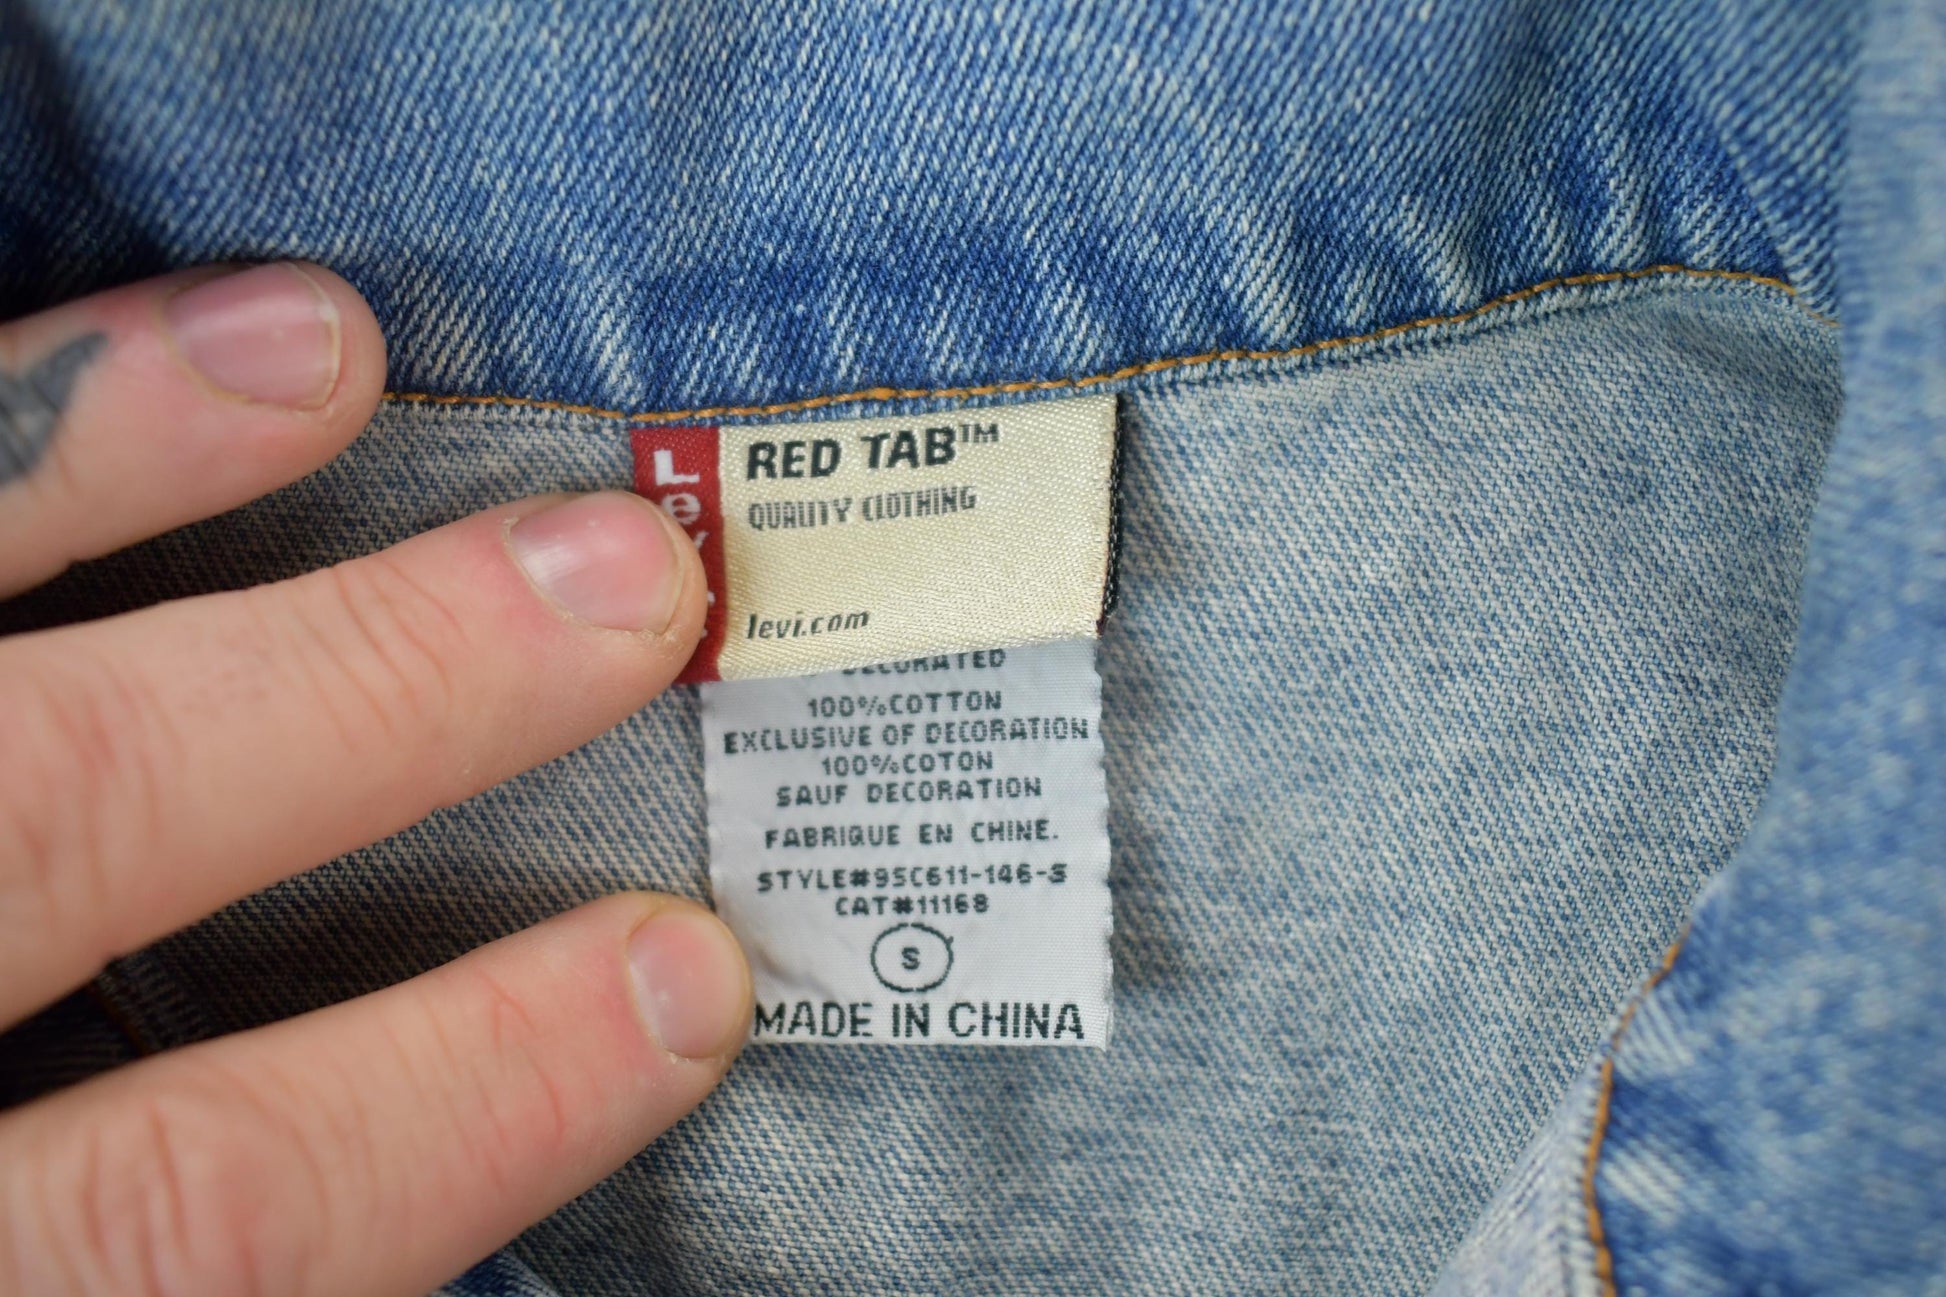 RED TAB™
QUALITY CLOTHING
levi.com
DECORATED
100%COTTON
EXCLUSIVE OF DECORATION
100%COTON
SAUF DECORATION
FABRIQUE EN CHINE.
STYLE#95C611-146-S
CAT#11168
S
MADE IN CHINA